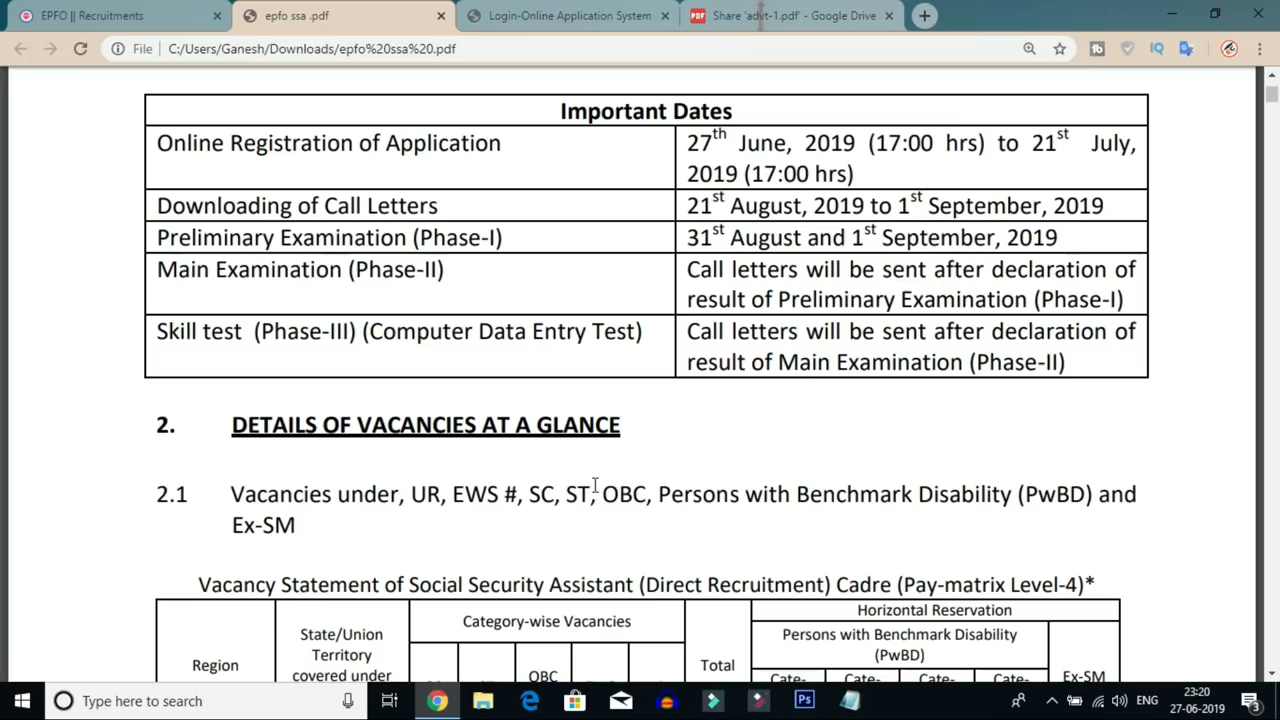 EPFO || Recruitments
epfo ssa .pdf
Login-Online Application System
PDF
Share 'advt-1.pdf' - Google Drive
File
C:/Users/Ganesh/Downloads/epfo%20ssa%20.pdf
Important Dates
Online Registration of Application
27th June, 2019 (17:00 hrs) to 21st July,
2019 (17:00 hrs)
Downloading of Call Letters
21st August, 2019 to 1st September, 2019
Preliminary Examination (Phase-I)
31st August and 1st September, 2019
Main Examination (Phase-II)
Call letters will be sent after declaration of
result of Preliminary Examination (Phase-I)
Skill test (Phase-III) (Computer Data Entry Test)
Call letters will be sent after declaration of
result of Main Examination (Phase-II)
2. DETAILS OF VACANCIES AT A GLANCE
2.1 Vacancies under, UR, EWS #, SC, ST, OBC, Persons with Benchmark Disability (PwBD) and
Ex-SM
Vacancy Statement of Social Security Assistant (Direct Recruitment) Cadre (Pay-matrix Level-4)*
Region
State/Union
Territory
covered under
Category-wise Vacancies
OBC
Total
Horizontal Reservation
Persons with Benchmark Disability
(PwBD)
Cate-
Cate-
Cate-
Cate-
Ex-SM
Type here to search
Ps
ENG
23:20
27-06-2019
3